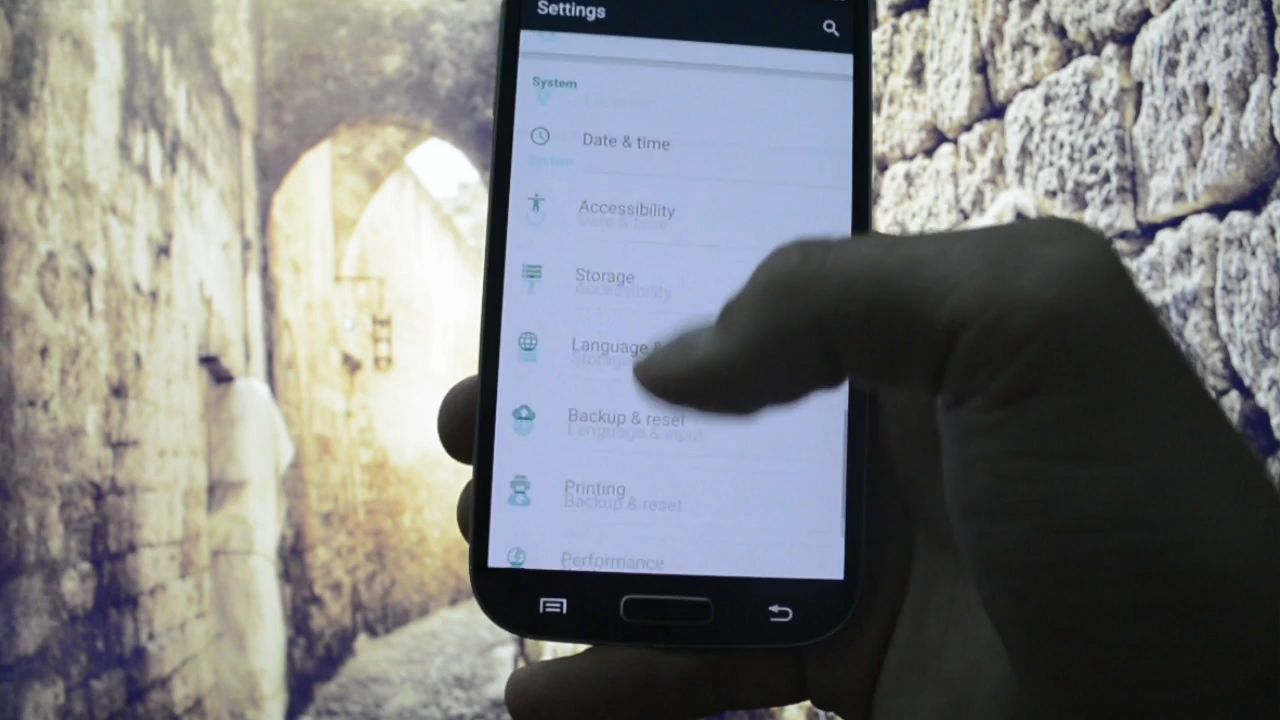 Settings
System
Date & time
Accessibility
Storage
Language &
Backup & reset
Printing
Performance